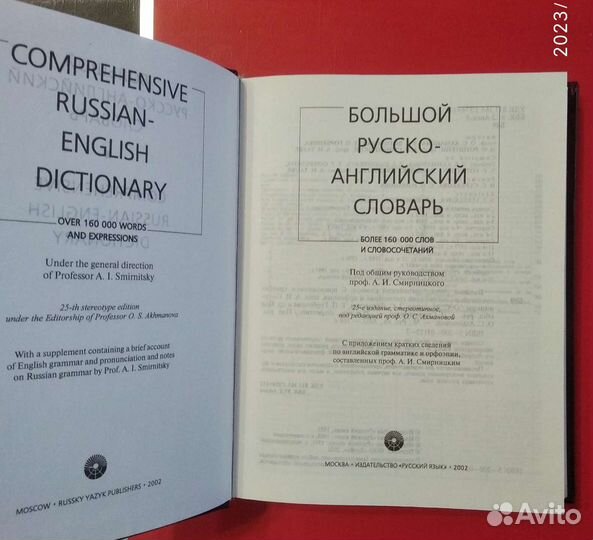 COMPREHENSIVE
RUSSIAN-
ENGLISH
DICTIONARY
OVER 160 000 WORDS
AND EXPRESSIONS
Under the general direction
of Professor A. I. Smirnitsky
25-th stereotype edition
under the Editorship of Professor O. S. Akhmanova
With a supplement containing a brief account
of English grammar and pronunciation and notes
on Russian grammar by Prof. A. I. Smirnitsky
MOSCOW • RUSSKY YAZYK PUBLISHERS • 2002
БОЛЬШОЙ
РУССКО-
АНГЛИЙСКИЙ
СЛОВАРЬ
БОЛЕЕ 160 000 СЛОВ
И СЛОВОСОЧЕТАНИЙ
Под общим руководством
проф. А. И. Смирницкого
25-е издание, стереотипное,
под редакцией проф. О. С. Ахмановой
С приложением кратких сведений
по английской грамматике и орфоэпии,
составленных проф. А. И. Смирницким
МОСКВА • ИЗДАТЕЛЬСТВО «РУССКИЙ ЯЗЫК» • 2002
2023/
Avito